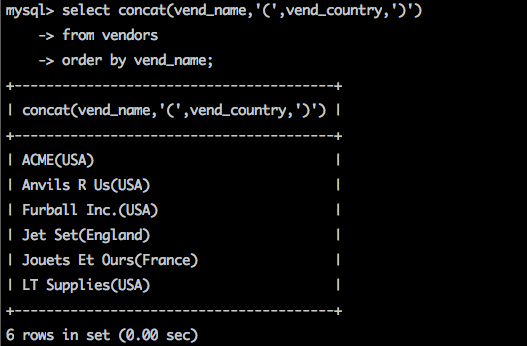 mysql> select concat(vend_name,'(',vend_country,')')
    -> from vendors
    -> order by vend_name;
+----------------------------------------+
| concat(vend_name,'(',vend_country,')') |
+----------------------------------------+
| ACME(USA)                              |
| Anvils R Us(USA)                       |
| Furball Inc.(USA)                      |
| Jet Set(England)                       |
| Jouets Et Ours(France)                 |
| LT Supplies(USA)                       |
+----------------------------------------+
6 rows in set (0.00 sec)